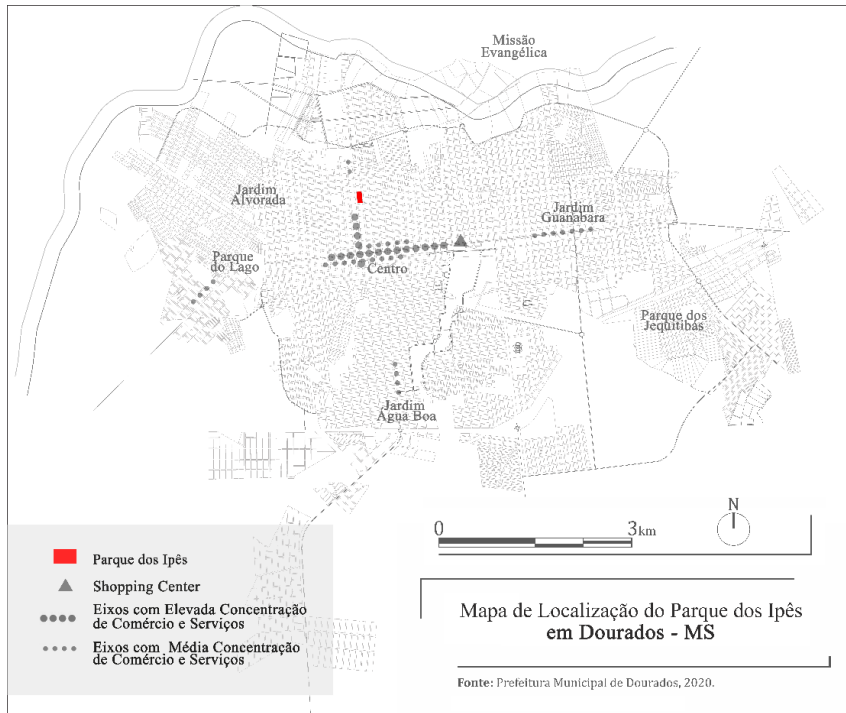 Missão
Evangélica
Jardim
Alvorada
Jardim
Guanabara
Parque
do Lago
Centro
Parque dos
Jequitibás
Jardim
Água Boa
N
0
3km
Parque dos Ipês
Shopping Center
Eixos com Elevada Concentração
de Comércio e Serviços
Eixos com Média Concentração
de Comércio e Serviços
Mapa de Localização do Parque dos Ipês
em Dourados - MS
Fonte: Prefeitura Municipal de Dourados, 2020.